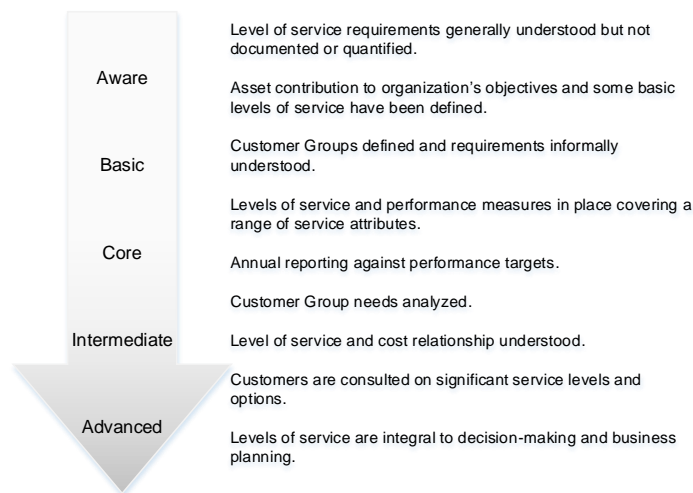 Level of service requirements generally understood but not
documented or quantified.
Aware
Asset contribution to organization's objectives and some basic
levels of service have been defined.
Customer Groups defined and requirements informally
understood.
Basic
Levels of service and performance measures in place covering a
range of service attributes.
Core
Annual reporting against performance targets.
Customer Group needs analyzed.
Intermediate
Level of service and cost relationship understood.
Customers are consulted on significant service levels and
options.
Advanced
Levels of service are integral to decision-making and business
planning.